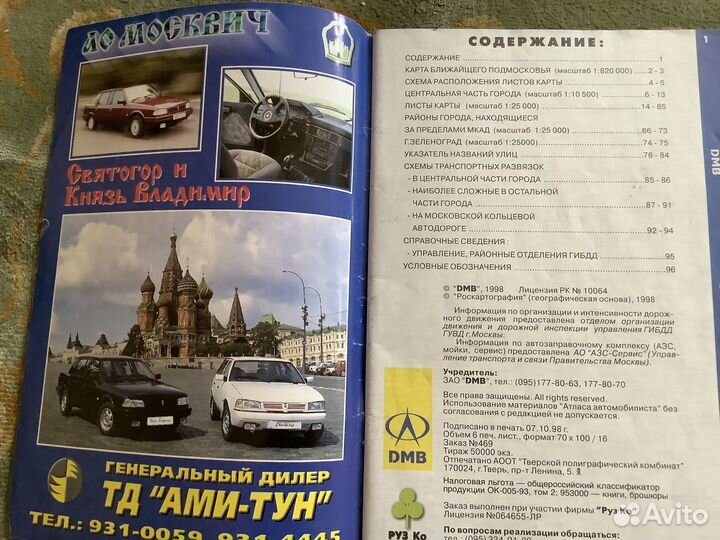 АО МОСКВИЧ
Святогор и
Князь Владимир
ГЕНЕРАЛЬНЫЙ ДИЛЕР
ТД "АМИ-ТУН"
ТЕЛ.: 931-0059, 931-4445
СОДЕРЖАНИЕ:
1
DMB
СОДЕРЖАНИЕ 1
КАРТА БЛИЖАЙЩЕГО ПОДМОСКОВЬЯ (масштаб 1:820 000) 2 - 3
СХЕМА РАСПОЛОЖЕНИЯ ЛИСТОВ КАРТЫ 4 - 5
ЦЕНТРАЛЬНАЯ ЧАСТЬ ГОРОДА (масштаб 1:10 500) 6 - 13
ЛИСТЫ КАРТЫ (масштаб 1:25 000) 14 - 65
РАЙОНЫ ГОРОДА, НАХОДЯЩИЕСЯ
ЗА ПРЕДЕЛАМИ МКАД (масштаб 1:25 000) 66 - 73
Г.ЗЕЛЕНОГРАД (масштаб 1:25000) 74 - 75
УКАЗАТЕЛЬ НАЗВАНИЙ УЛИЦ 76 - 84
СХЕМЫ ТРАНСПОРТНЫХ РАЗВЯЗОК
- В ЦЕНТРАЛЬНОЙ ЧАСТИ ГОРОДА 85 - 86
- НАИБОЛЕЕ СЛОЖНЫЕ В ОСТАЛЬНОЙ
ЧАСТИ ГОРОДА 87 - 91
- НА МОСКОВСКОЙ КОЛЬЦЕВОЙ
АВТОДОРОГЕ 92 - 94
СПРАВОЧНЫЕ СВЕДЕНИЯ :
- УПРАВЛЕНИЕ, РАЙОННЫЕ ОТДЕЛЕНИЯ ГИБДД 95
УСЛОВНЫЕ ОБОЗНАЧЕНИЯ 96
© "DMB", 1998 Лицензия РК № 10064
© "Роскартография" (географическая основа), 1998
Информация по организации и интенсивности дорож-
ного движения предоставлена отделом организации
движения и дорожной инспекции управления ГИБДД
ГУВД г.Москвы.
Информация по автозаправочному комплексу (АЗС,
мойки, сервис) предоставлена АО "АЗС-Сервис" (Управ-
ление транспорта и связи Правительства Москвы).
Учредитель:
ЗАО "DMB", тел.: (095)177-80-63, 177-80-70
Все права защищены. All rights reserved.
Использование материалов "Атласа автомобилиста" без
согласования с редакцией не допускается.
Подписано в печать 07.10.98 г.
Объем 6 печ. лист., формат 70 х 100 / 16
Заказ №469
Тираж 50000 экз.
Отпечатано АООТ "Тверской полиграфический комбинат"
170024, г.Тверь, пр-т Ленина, 5.
DMB
Налоговая льгота – общероссийский классификатор
продукции ОК-005-93, том 2; 953000 – книги, брошюры
Заказ выполнен при участии фирмы "Руз Ко"
Лицензия №064655-ЛР
РУЗ Ко
По вопросам реализации обращаться:
Avito